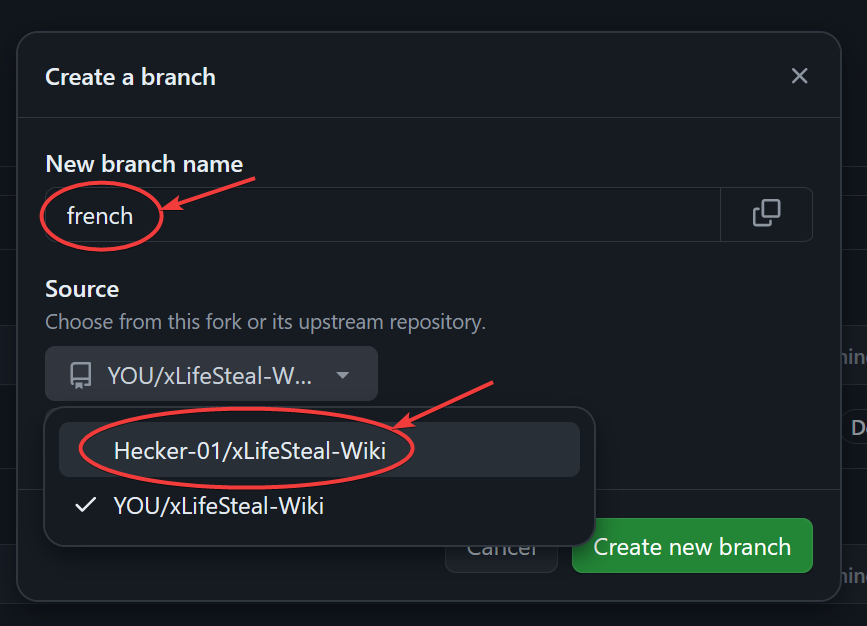 Create a branch
New branch name
french
Source
Choose from this fork or its upstream repository.
YOU/xLifeSteal-W...
Hecker-01/xLifeSteal-Wiki
YOU/xLifeSteal-Wiki
Cancel
Create new branch